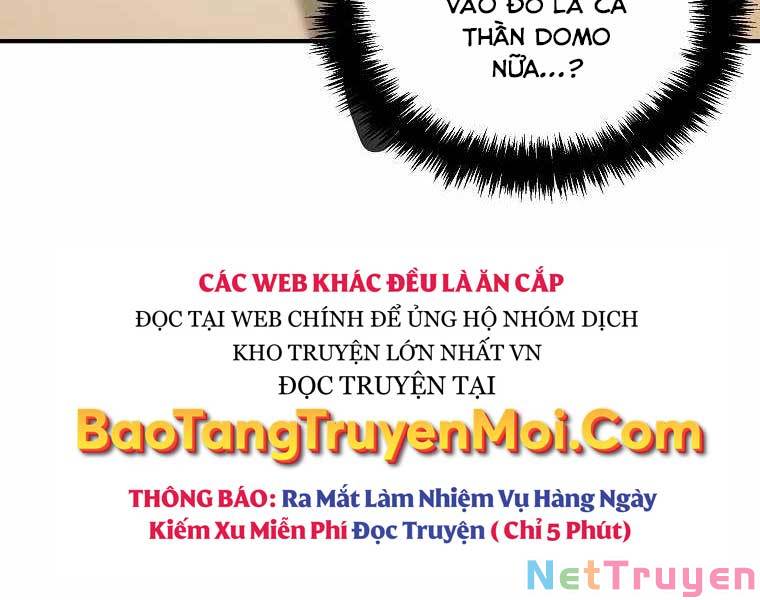 VÀO ĐÓ LÀ CẢ
THẦN DOMO
NỮA...?
CÁC WEB KHÁC ĐỀU LÀ ĂN CẮP
ĐỌC TẠI WEB CHÍNH ĐỂ ỦNG HỘ NHÓM DỊCH
KHO TRUYỆN LỚN NHẤT VN
ĐỌC TRUYỆN TẠI
BaoTangTruyenMoi.Com
THÔNG BÁO: Ra Mắt Làm Nhiệm Vụ Hàng Ngày
Kiếm Xu Miễn Phí Đọc Truyện ( Chỉ 5 Phút)
NetTruyen